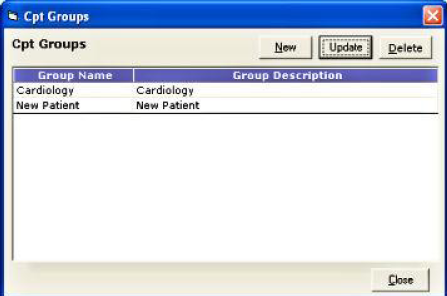 Cpt Groups
Cpt Groups
New Update Delete
Group Name Group Description
Cardiology Cardiology
New Patient New Patient
Close